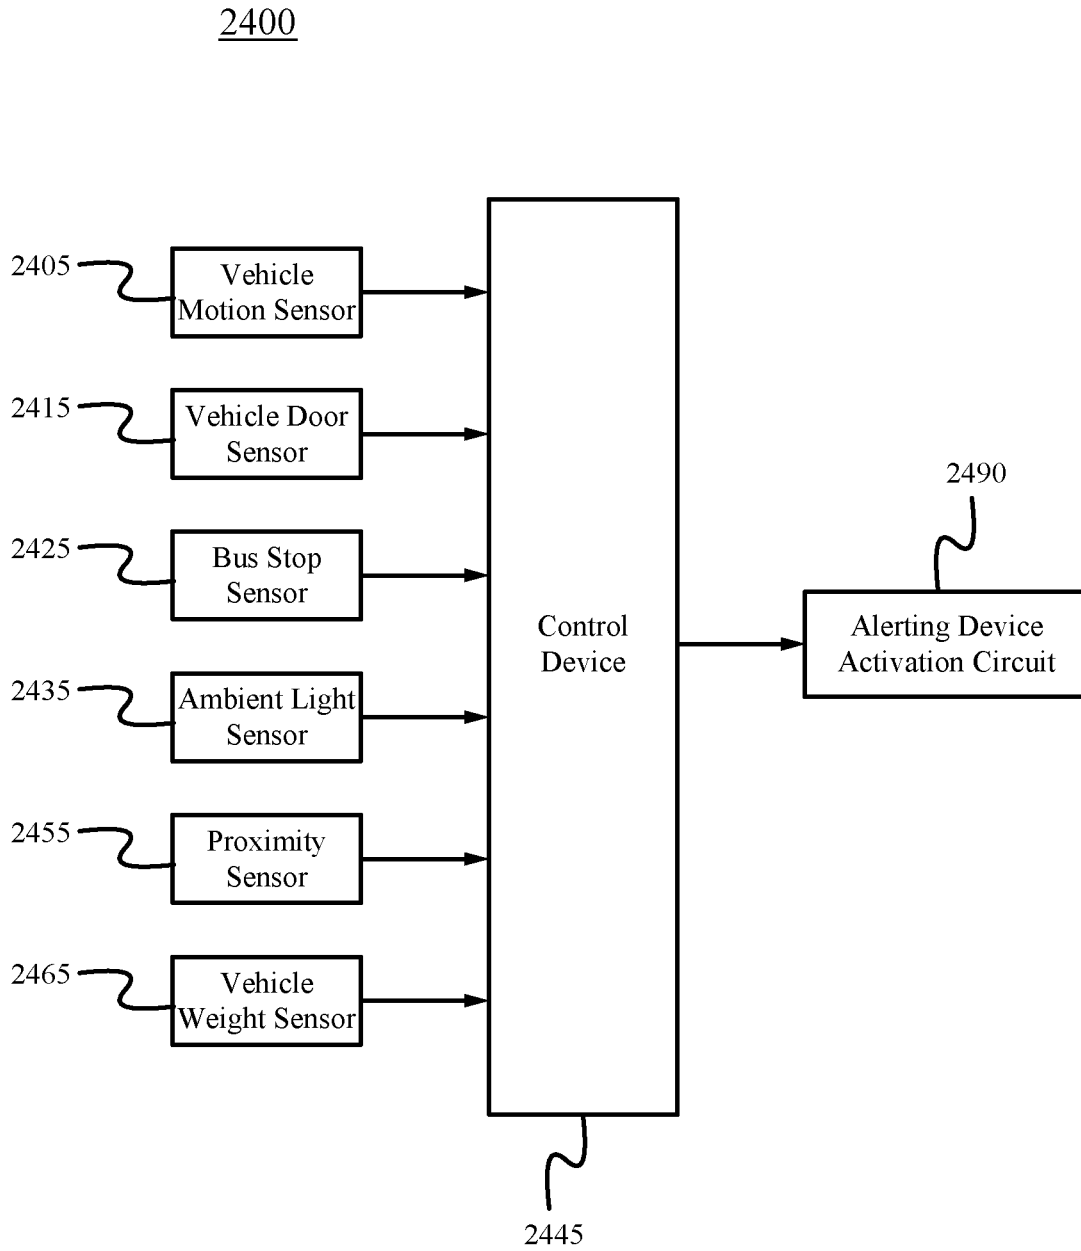 2400
2405
Vehicle
Motion Sensor
2415
Vehicle Door
Sensor
2425
Bus Stop
Sensor
2435
Ambient Light
Sensor
2455
Proximity
Sensor
2465
Vehicle
Weight Sensor
Control
Device
2445
2490
Alerting Device
Activation Circuit